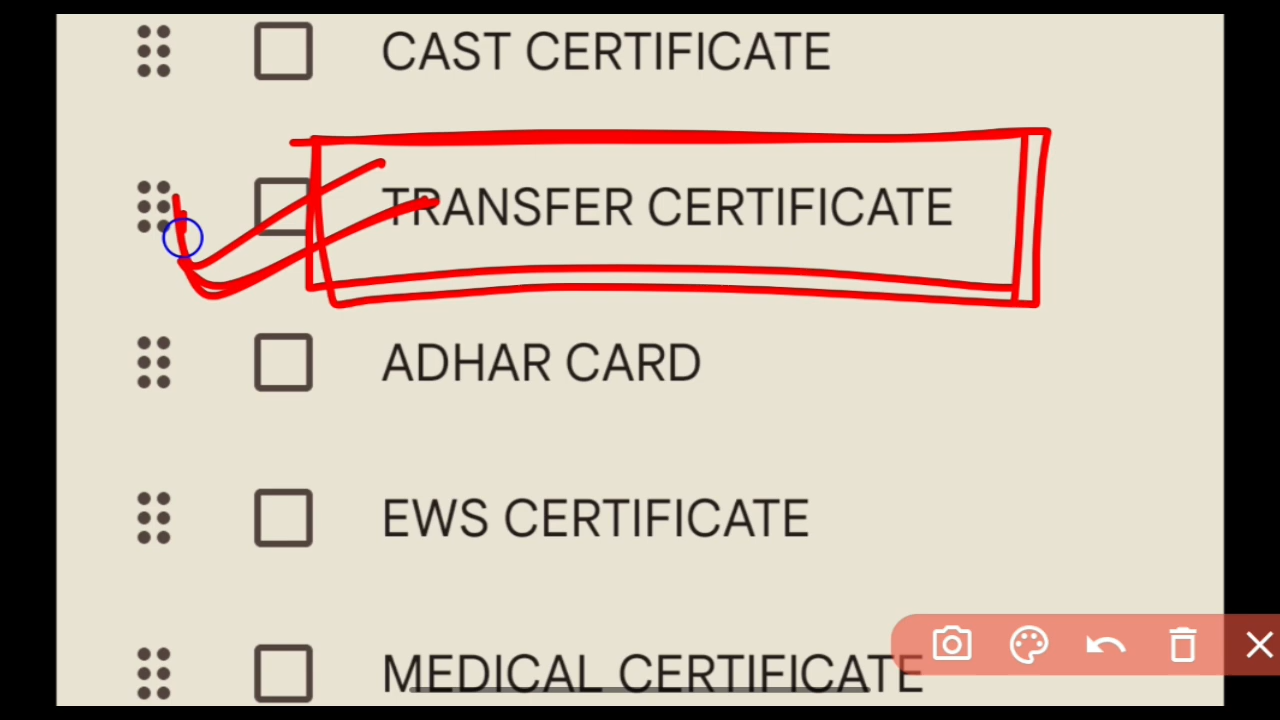 CAST CERTIFICATE
TRANSFER CERTIFICATE
ADHAR CARD
EWS CERTIFICATE
MEDICAL CERTIFICATE